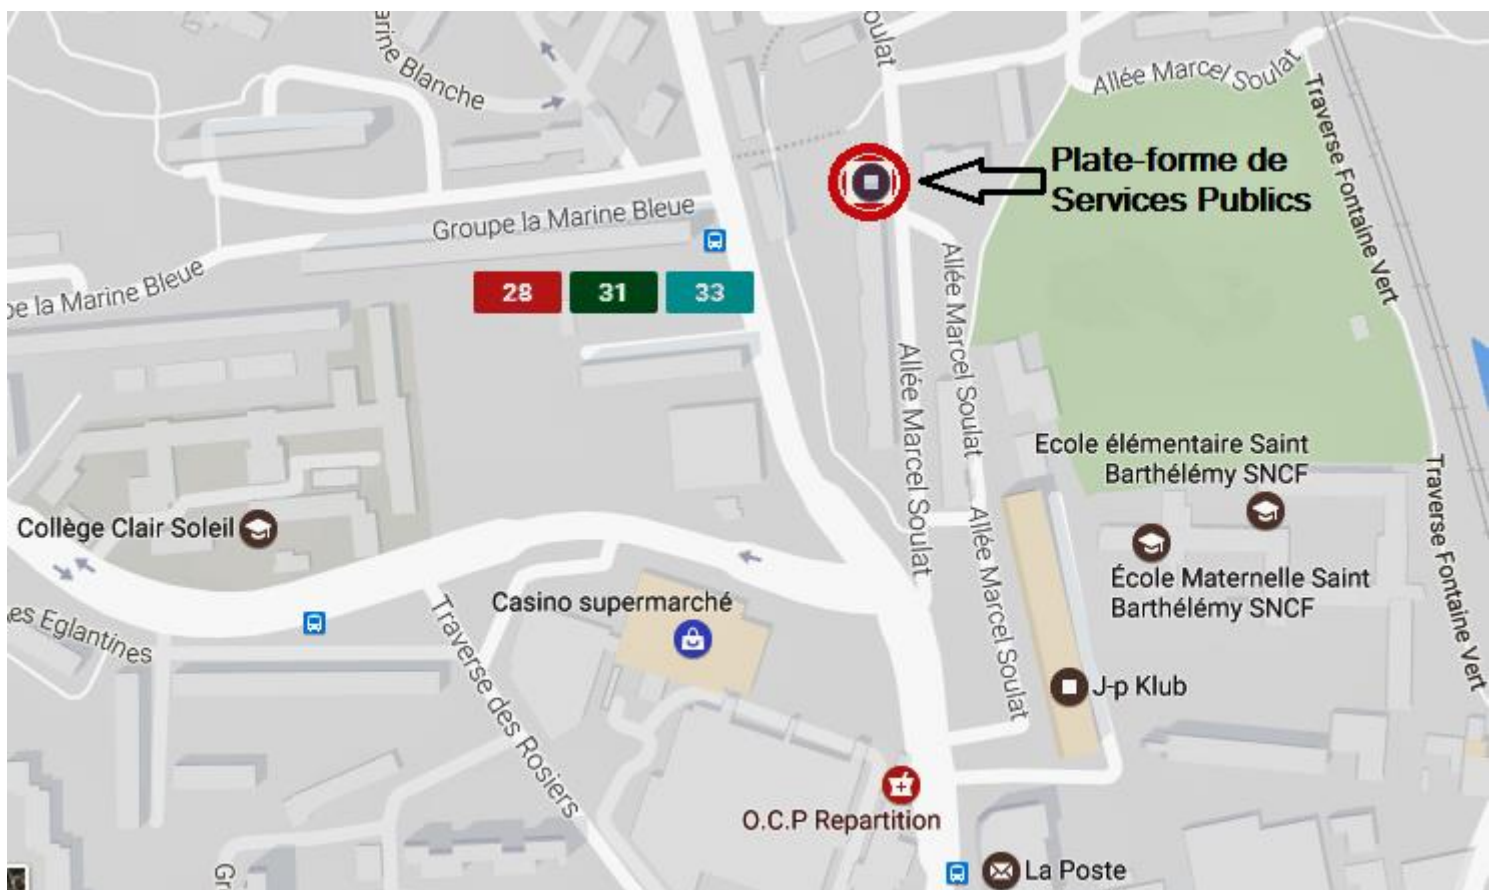 oulat
arine Blanche
Allée Marcel Soulat
Traverse Fontaine Vert
Plate-forme de
Services Publics
Groupe la Marine Bleue
pe la Marine Bleue
28 31 33
Allée Marcel Soulat
Allée Marcel Soulat
Ecole élémentaire Saint
Barthélémy SNCF
Traverse Fontaine Vert
Collège Clair Soleil
Allée Marcel Soulat
École Maternelle Saint
Barthélémy SNCF
Casino supermarché
es Eglantines
Traverse des Rosiers
J-p Klub
O.C.P Repartition
La Poste
Gr